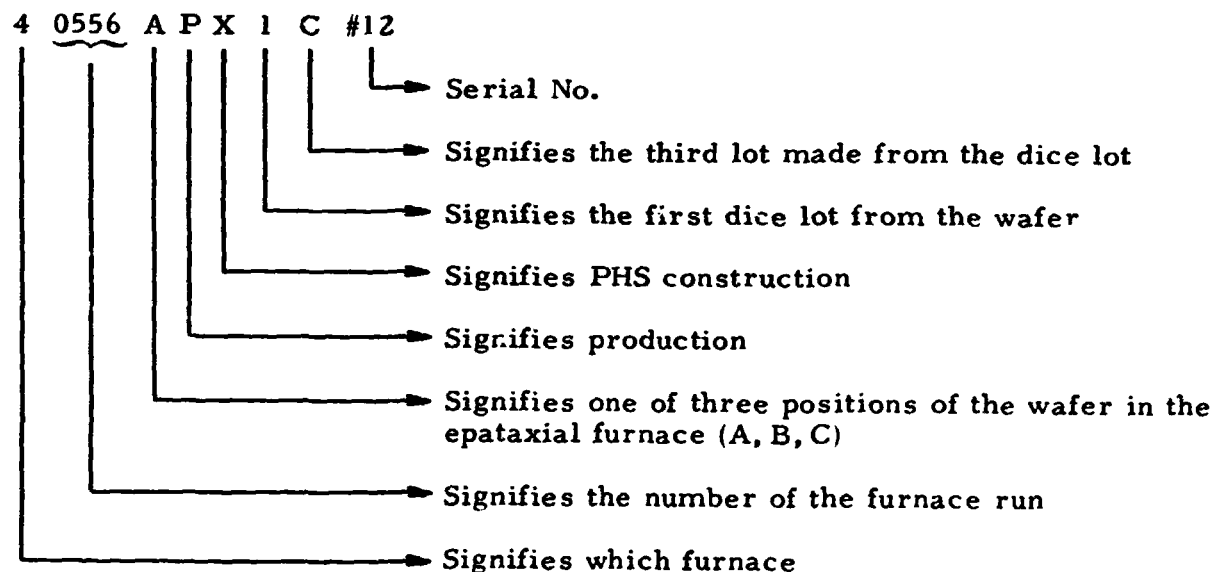 4 0556 A P X 1 C #12
Serial No.
Signifies the third lot made from the dice lot
Signifies the first dice lot from the wafer
Signifies PHS construction
Signifies production
Signifies one of three positions of the wafer in the
epataxial furnace (A, B, C)
Signifies the number of the furnace run
Signifies which furnace